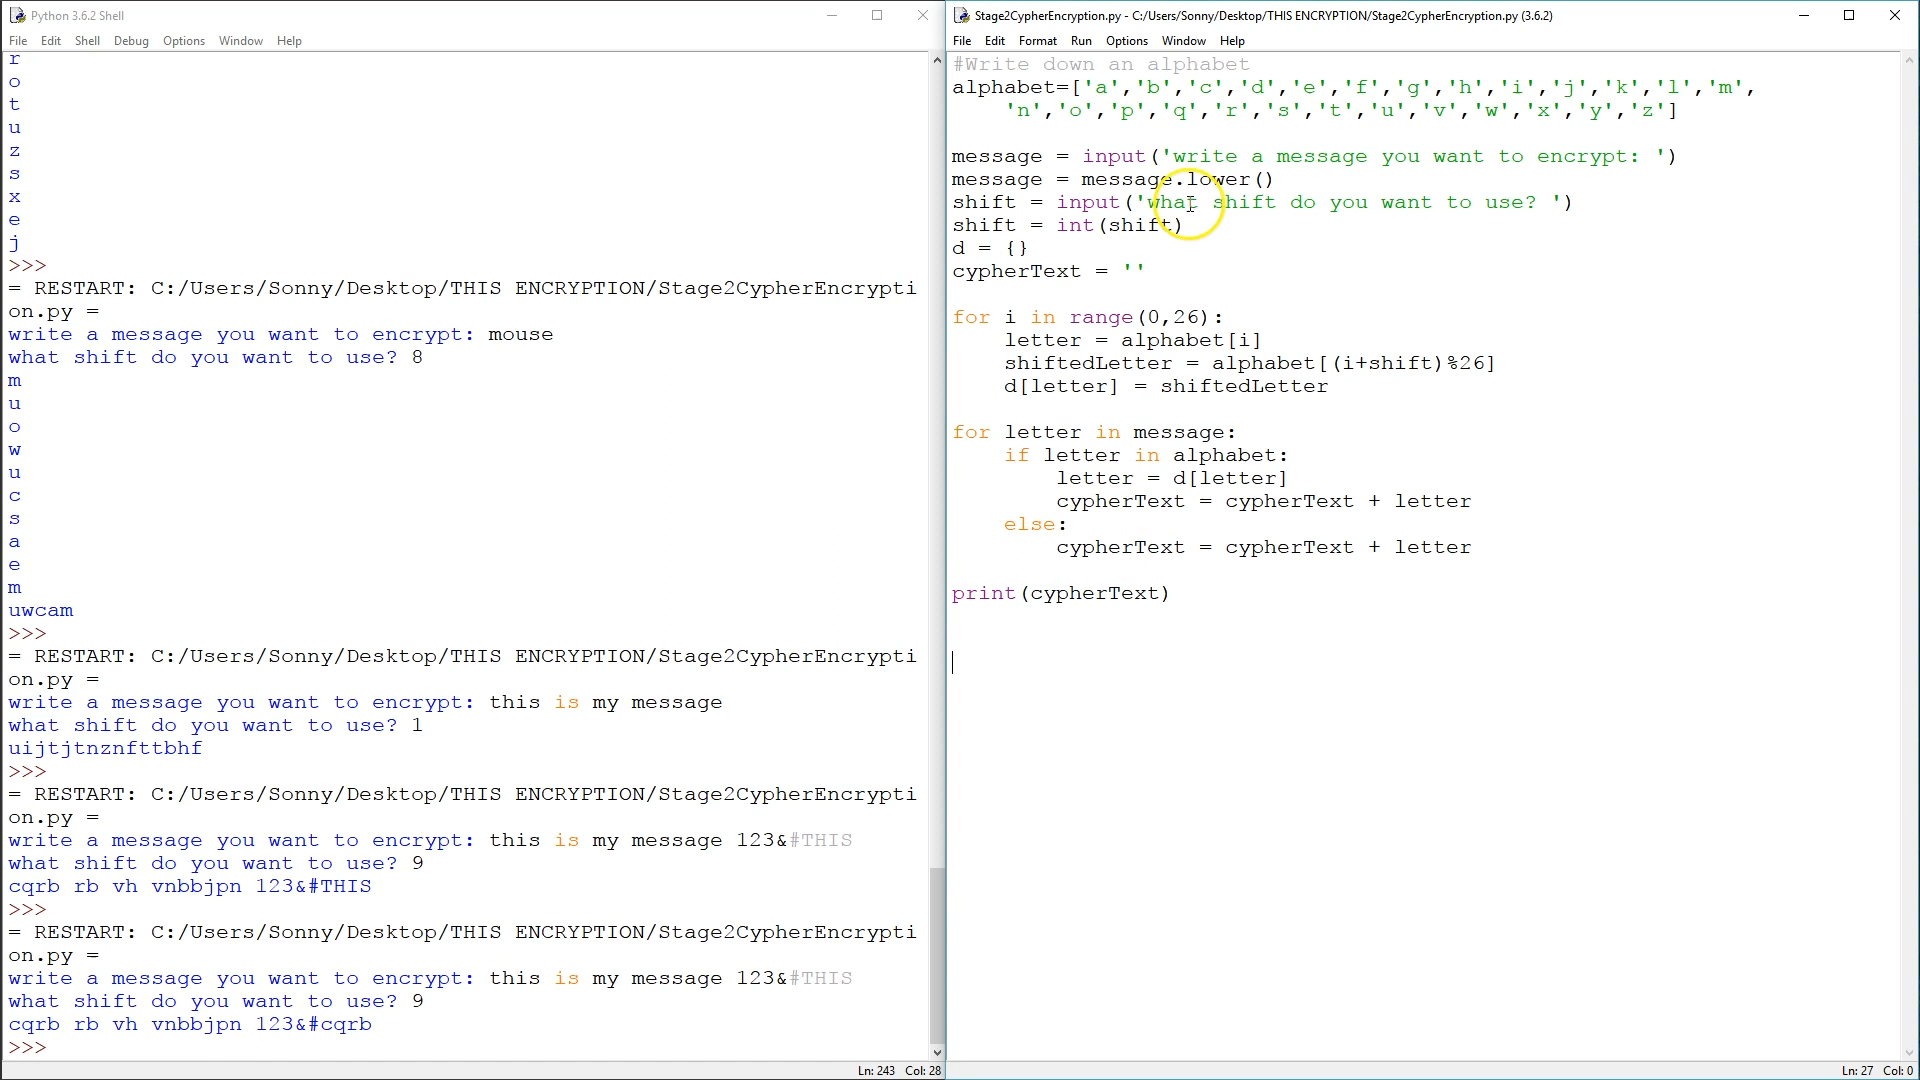 Python 3.6.2 Shell
File Edit Shell Debug Options Window Help
r
o
t
u
z
s
x
e
j
>>>
= RESTART: C:/Users/Sonny/Desktop/THIS ENCRYPTION/Stage2CypherEncrypti
on.py =
write a message you want to encrypt: mouse
what shift do you want to use? 8
m
u
o
w
u
c
s
a
e
m
uwcam
>>>
= RESTART: C:/Users/Sonny/Desktop/THIS ENCRYPTION/Stage2CypherEncrypti
on.py =
write a message you want to encrypt: this is my message
what shift do you want to use? 1
uijtjtnznfttbhf
>>>
= RESTART: C:/Users/Sonny/Desktop/THIS ENCRYPTION/Stage2CypherEncrypti
on.py =
write a message you want to encrypt: this is my message 123&#THIS
what shift do you want to use? 9
cqrb rb vh vnbbjpn 123&#THIS
>>>
= RESTART: C:/Users/Sonny/Desktop/THIS ENCRYPTION/Stage2CypherEncrypti
on.py =
write a message you want to encrypt: this is my message 123&#THIS
what shift do you want to use? 9
cqrb rb vh vnbbjpn 123&#cqrb
>>>
Ln: 243 Col: 28
Stage2CypherEncryption.py - C:/Users/Sonny/Desktop/THIS ENCRYPTION/Stage2CypherEncryption.py (3.6.2)
File Edit Format Run Options Window Help
#Write down an alphabet
alphabet=['a','b','c','d','e','f','g','h','i','j','k','l','m',
'n','o','p','q','r','s','t','u','v','w','x','y','z']
message = input('write a message you want to encrypt: ')
message = message.lower()
shift = input('what shift do you want to use? ')
shift = int(shift)
d = {}
cypherText = ''
for i in range(0,26):
letter = alphabet[i]
shiftedLetter = alphabet[(i+shift)%26]
d[letter] = shiftedLetter
for letter in message:
if letter in alphabet:
letter = d[letter]
cypherText = cypherText + letter
else:
cypherText = cypherText + letter
print(cypherText)
Ln: 27 Col: 0